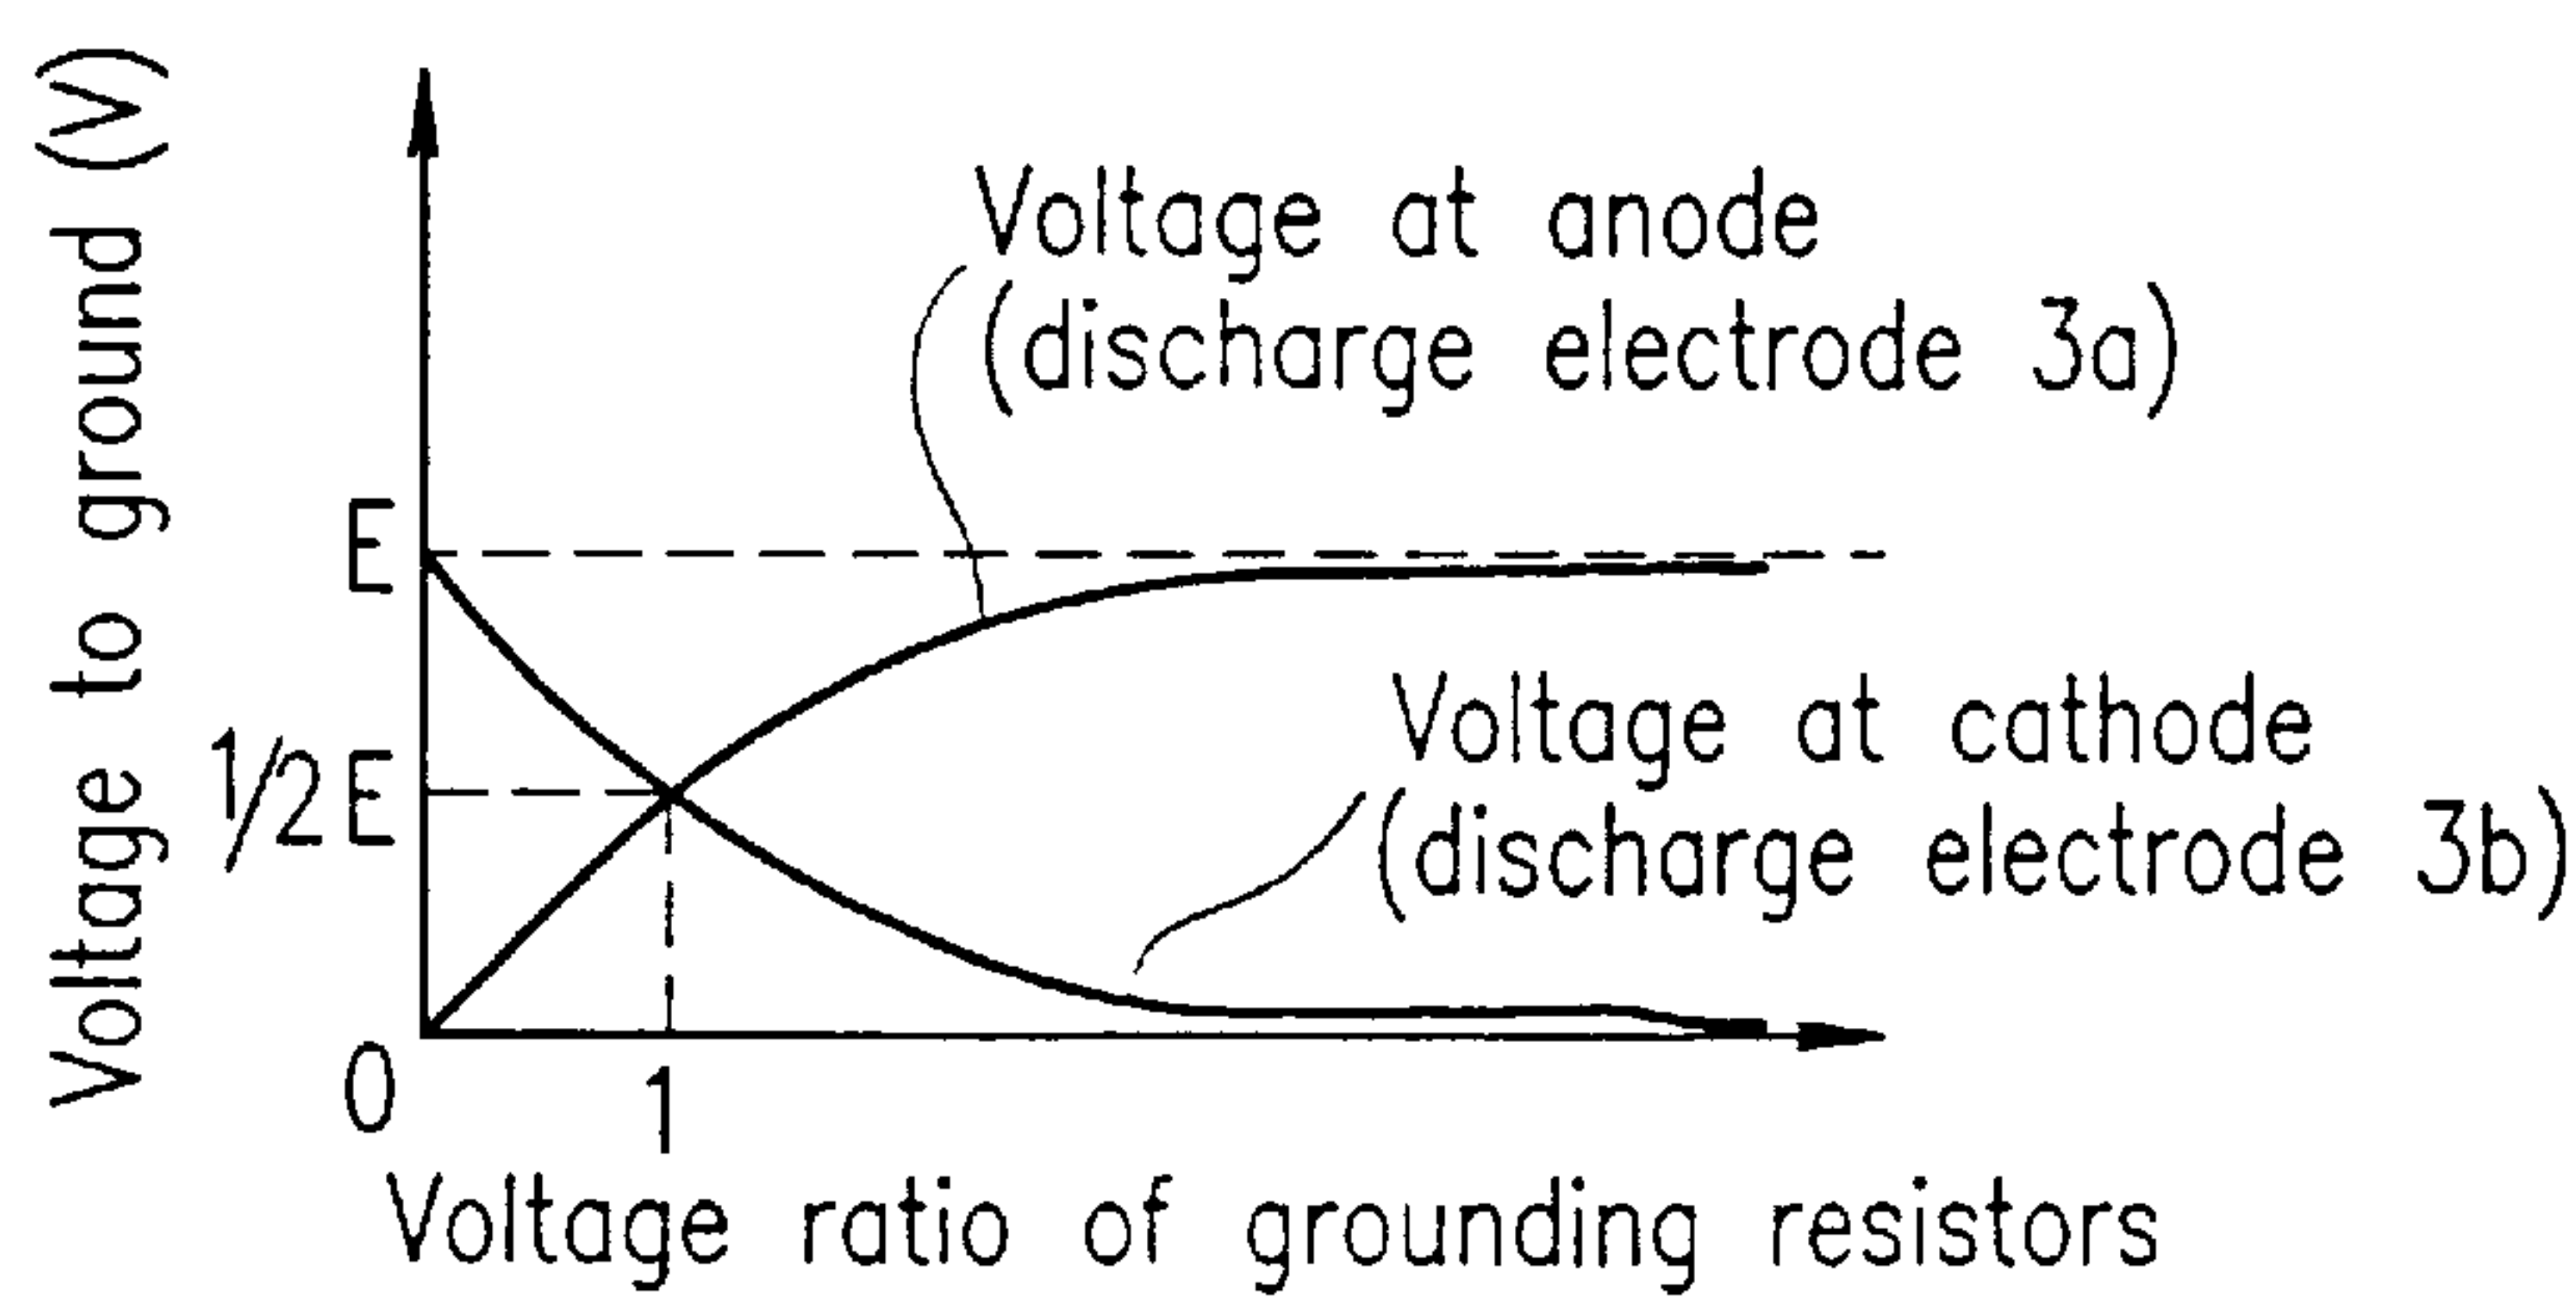 Voltage to ground (V)
Voltage at anode
(discharge electrode 3a)
E
Voltage at cathode
(discharge electrode 3b)
1/2 E
0
1
Voltage ratio of grounding resistors